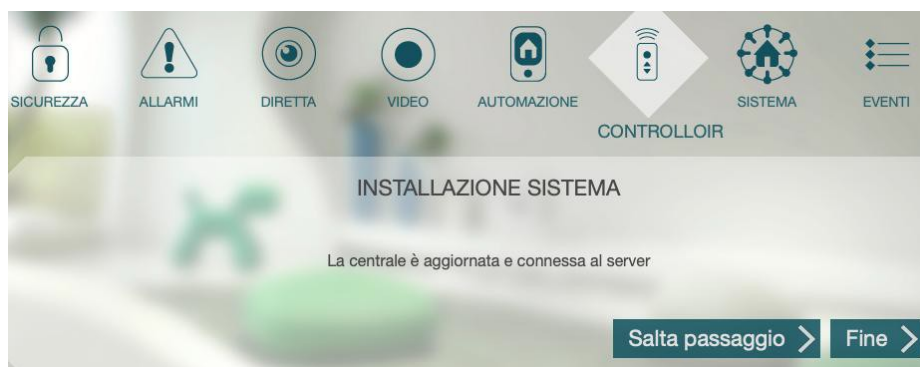 SICUREZZA
ALLARMI
DIRETTA
VIDEO
AUTOMAZIONE
CONTROLLOIR
SISTEMA
EVENTI
INSTALLAZIONE SISTEMA
La centrale è aggiornata e connessa al server
Salta passaggio
Fine